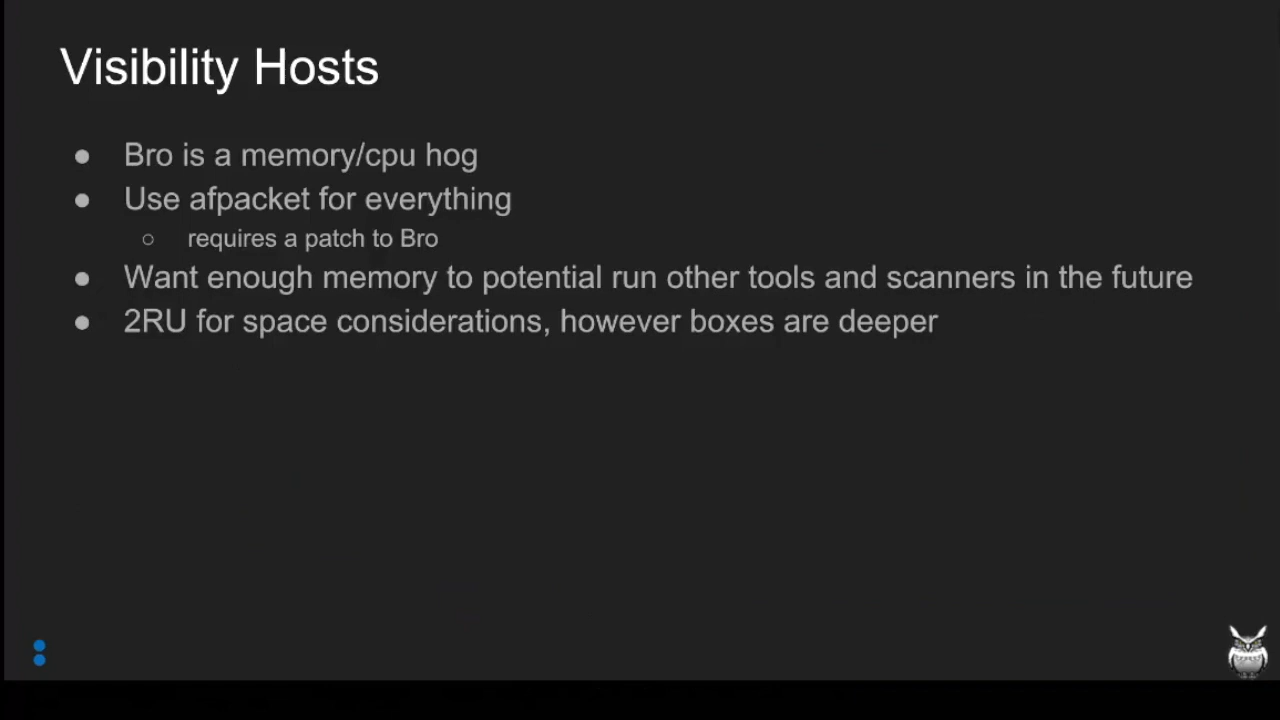 Visibility Hosts
● Bro is a memory/cpu hog
● Use afpacket for everything
○ requires a patch to Bro
● Want enough memory to potential run other tools and scanners in the future
● 2RU for space considerations, however boxes are deeper